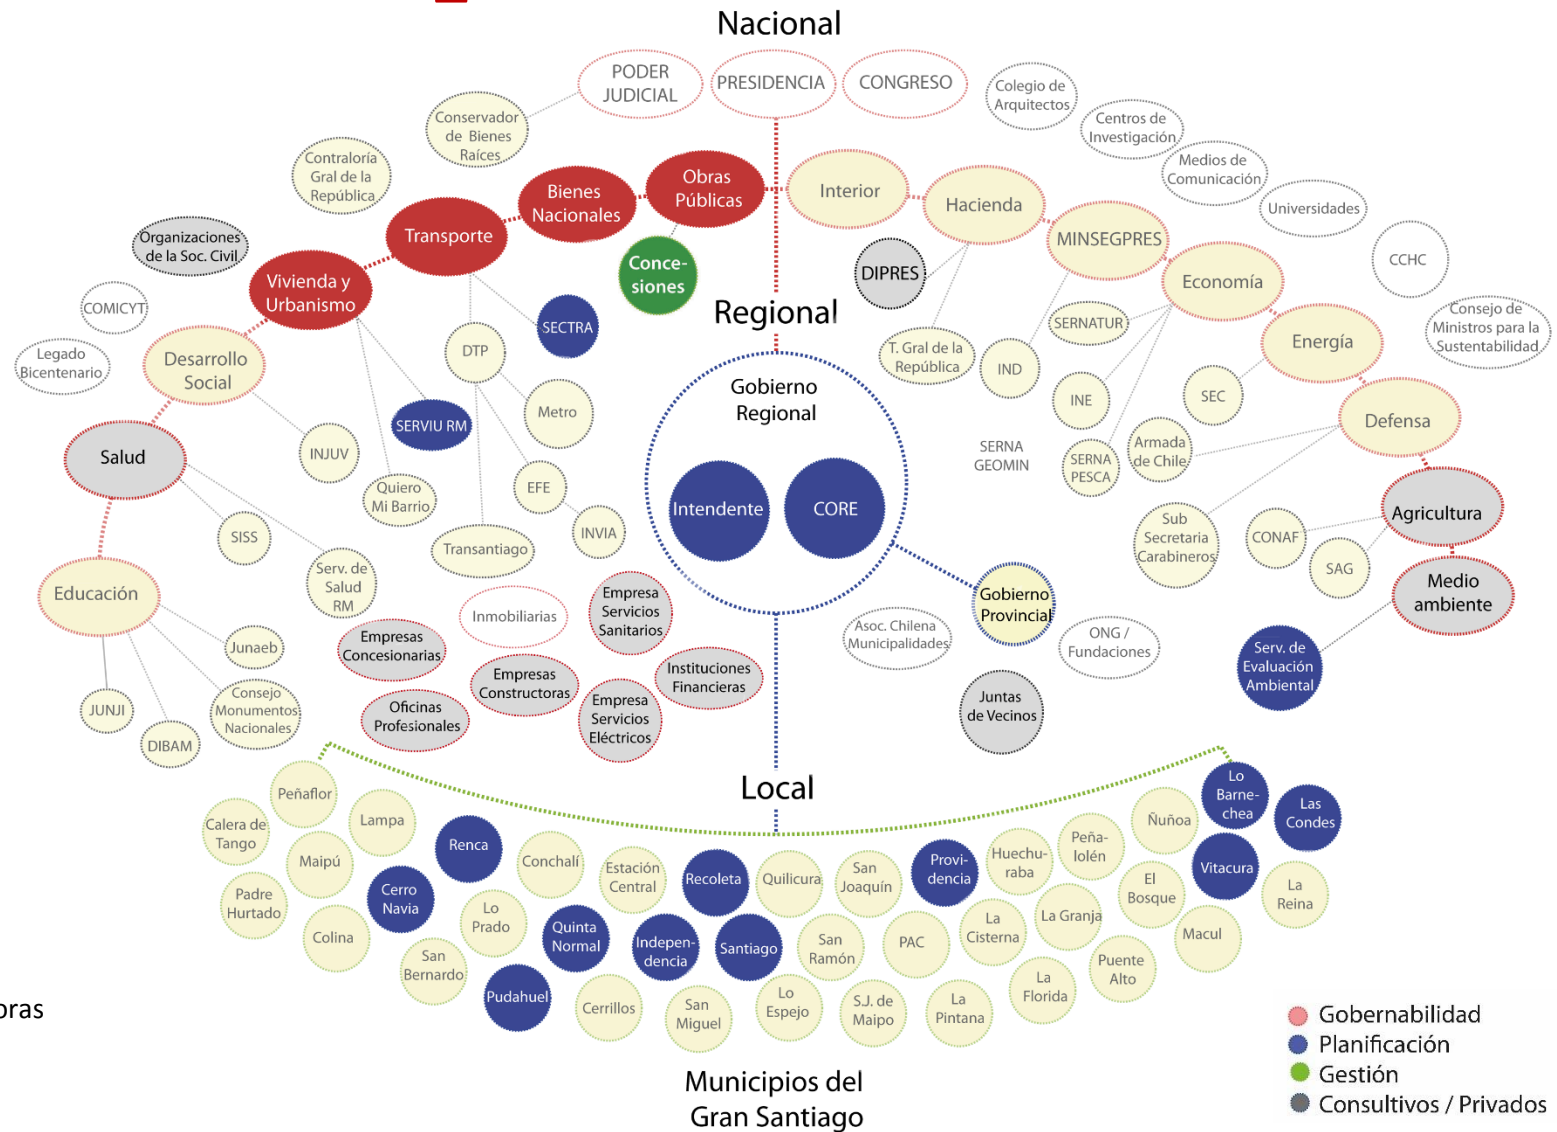 Nacional
PODER
JUDICIAL
PRESIDENCIA
CONGRESO
Colegio de
Arquitectos
Centros de
Investigación
Medios de
Comunicación
Universidades
CCHC
Consejo de
Ministros para la
Sustentabilidad
Conservador
de Bienes
Raíces
Contraloría
Gral de la
República
Organizaciones
de la Soc. Civil
COMICYT
Legado
Bicentenario
Obras
Públicas
Bienes
Nacionales
Transporte
Vivienda y
Urbanismo
Desarrollo
Social
Salud
Educación
Interior
Hacienda
MINSEGPRES
Economía
Energía
Defensa
Agricultura
Medio
ambiente
Conce-
siones
DIPRES
SECTRA
DTP
Metro
SERVIU RM
INJUV
Quiero
Mi Barrio
EFE
INVIA
Transantiago
SISS
Serv. de
Salud
RM
Junaeb
Consejo
Monumentos
Nacionales
JUNJI
DIBAM
Regional
Gobierno
Regional
Intendente
CORE
T. Gral de la
República
IND
SERNATUR
INE
SERNA
PESCA
SERNA
GEOMIN
SEC
Armada
de Chile
Sub
Secretaria
Carabineros
CONAF
SAG
Serv. de
Evaluación
Ambiental
Gobierno
Provincial
Asoc. Chilena
Municipalidades
ONG /
Fundaciones
Juntas
de Vecinos
Inmobiliarias
Empresa
Servicios
Sanitarios
Empresas
Concesionarias
Empresas
Constructoras
Instituciones
Financieras
Oficinas
Profesionales
Empresa
Servicios
Eléctricos
Local
Peñaflor
Calera de
Tango
Lampa
Maipú
Padre
Hurtado
Colina
Renca
Cerro
Navia
Conchalí
Lo
Prado
San
Bernardo
Estación
Central
Quinta
Normal
Pudahuel
Recoleta
Indepen-
dencia
Santiago
Cerrillos
San
Miguel
Quilicura
San
Joaquín
San
Ramón
Lo
Espejo
S.J. de
Maipo
PAC
Provi-
dencia
Huechu-
raba
La
Cisterna
La
Pintana
Peña-
lolén
La Granja
La
Florida
Ñuñoa
El
Bosque
Puente
Alto
Macul
Lo
Barne-
chea
Las
Condes
Vitacura
La
Reina
oras
Municipios del
Gran Santiago
Gobernabilidad
Planificación
Gestión
Consultivos / Privados